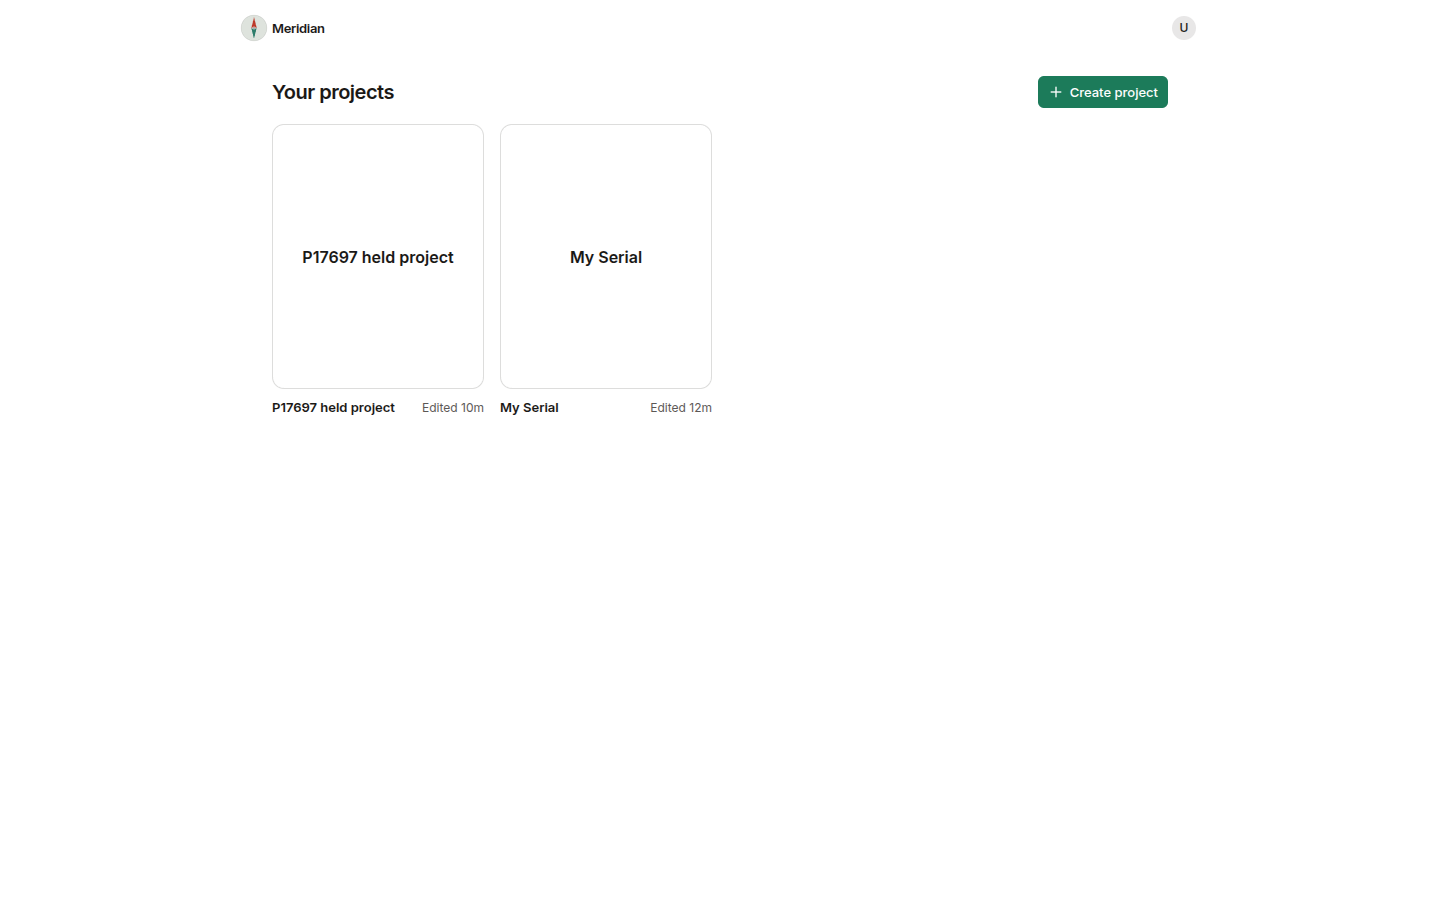 Meridian
U
Your projects
Create project
P17697 held project
My Serial
P17697 held project Edited 10m
My Serial Edited 12m